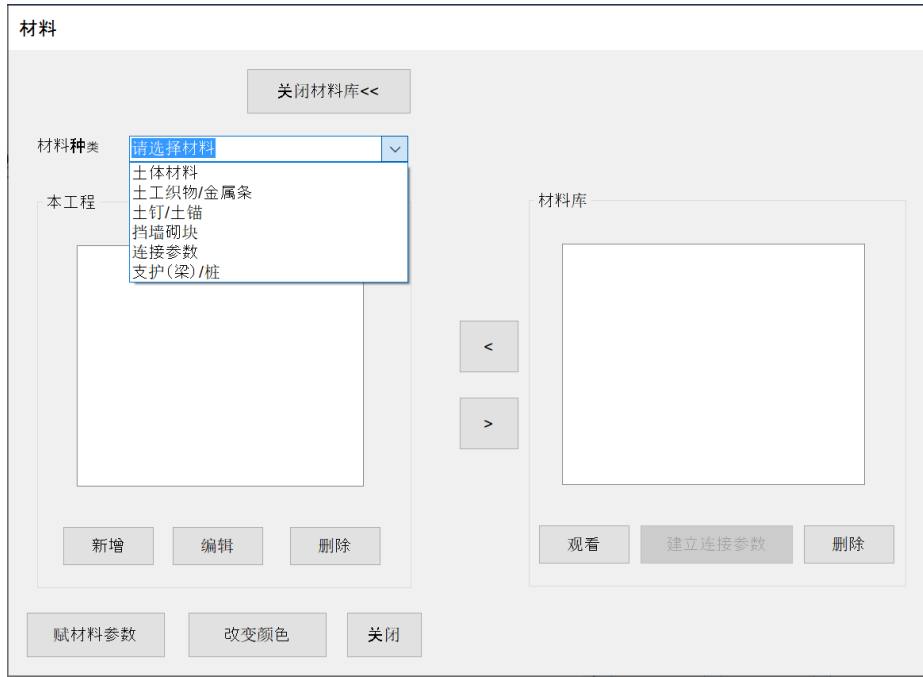 材料
关闭材料库<<
材料种类
请选择材料
土体材料
土工织物/金属条
土钉/土锚
挡墙砌块
连接参数
支护(梁)/桩
本工程
材料库
<
>
新增
编辑
删除
观看
建立连接参数
删除
赋材料参数
改变颜色
关闭